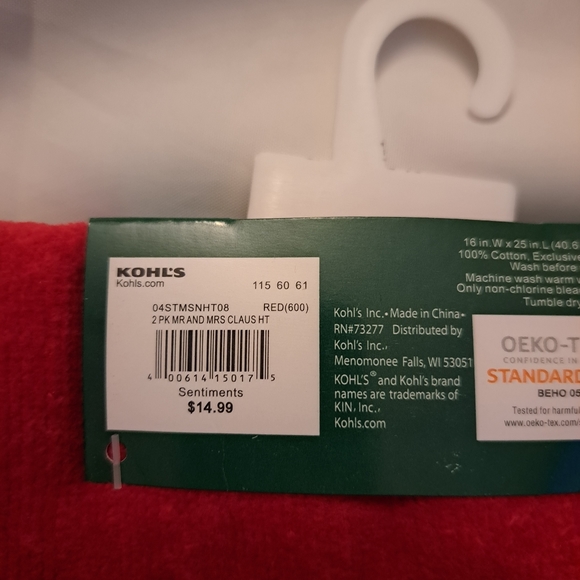 KOHL'S
Kohls.com
115 60 61
04STMSNHT08 RED(600)
2 PK MR AND MRS CLAUS HT
4 00614 15017 5
Sentiments
$14.99
Kohl's Inc.•Made in China•
RN#73277 Distributed by
Kohl's Inc.,
Menomonee Falls, WI 53051
KOHL'S® and Kohl's brand
names are trademarks of
KIN, Inc.,
Kohls.com
16 in.W x 25 in.L (40.6
100% Cotton, Exclusive
Wash before
Machine wash warm
Only non-chlorine
Tumble dry
OEKO-T
CONFIDENCE IN
STANDARD
BEHO 05
Tested for harmful
www.oeko-tex.com/s